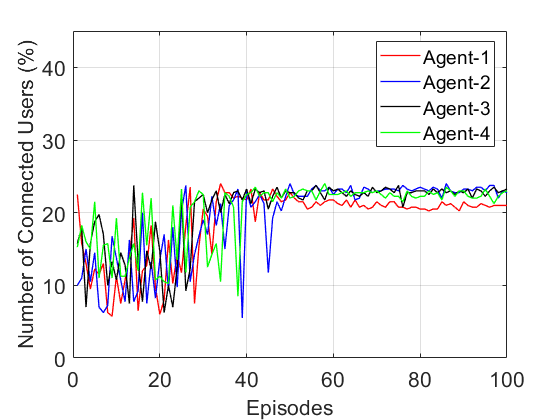 Number of Connected Users (%)
40
30
20
10
0
0 20 40 60 80 100
Episodes
Agent-1
Agent-2
Agent-3
Agent-4